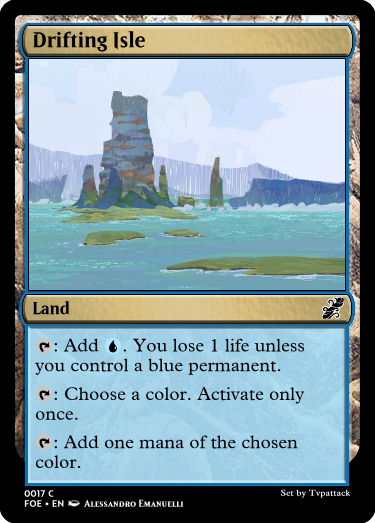 Drifting Isle
Land
: Add . You lose 1 life unless
you control a blue permanent.
: Choose a color. Activate only
once.
: Add one mana of the chosen
color.
0017 C
Set by Tvpattack
FOE • EN Alessandro Emanuelli